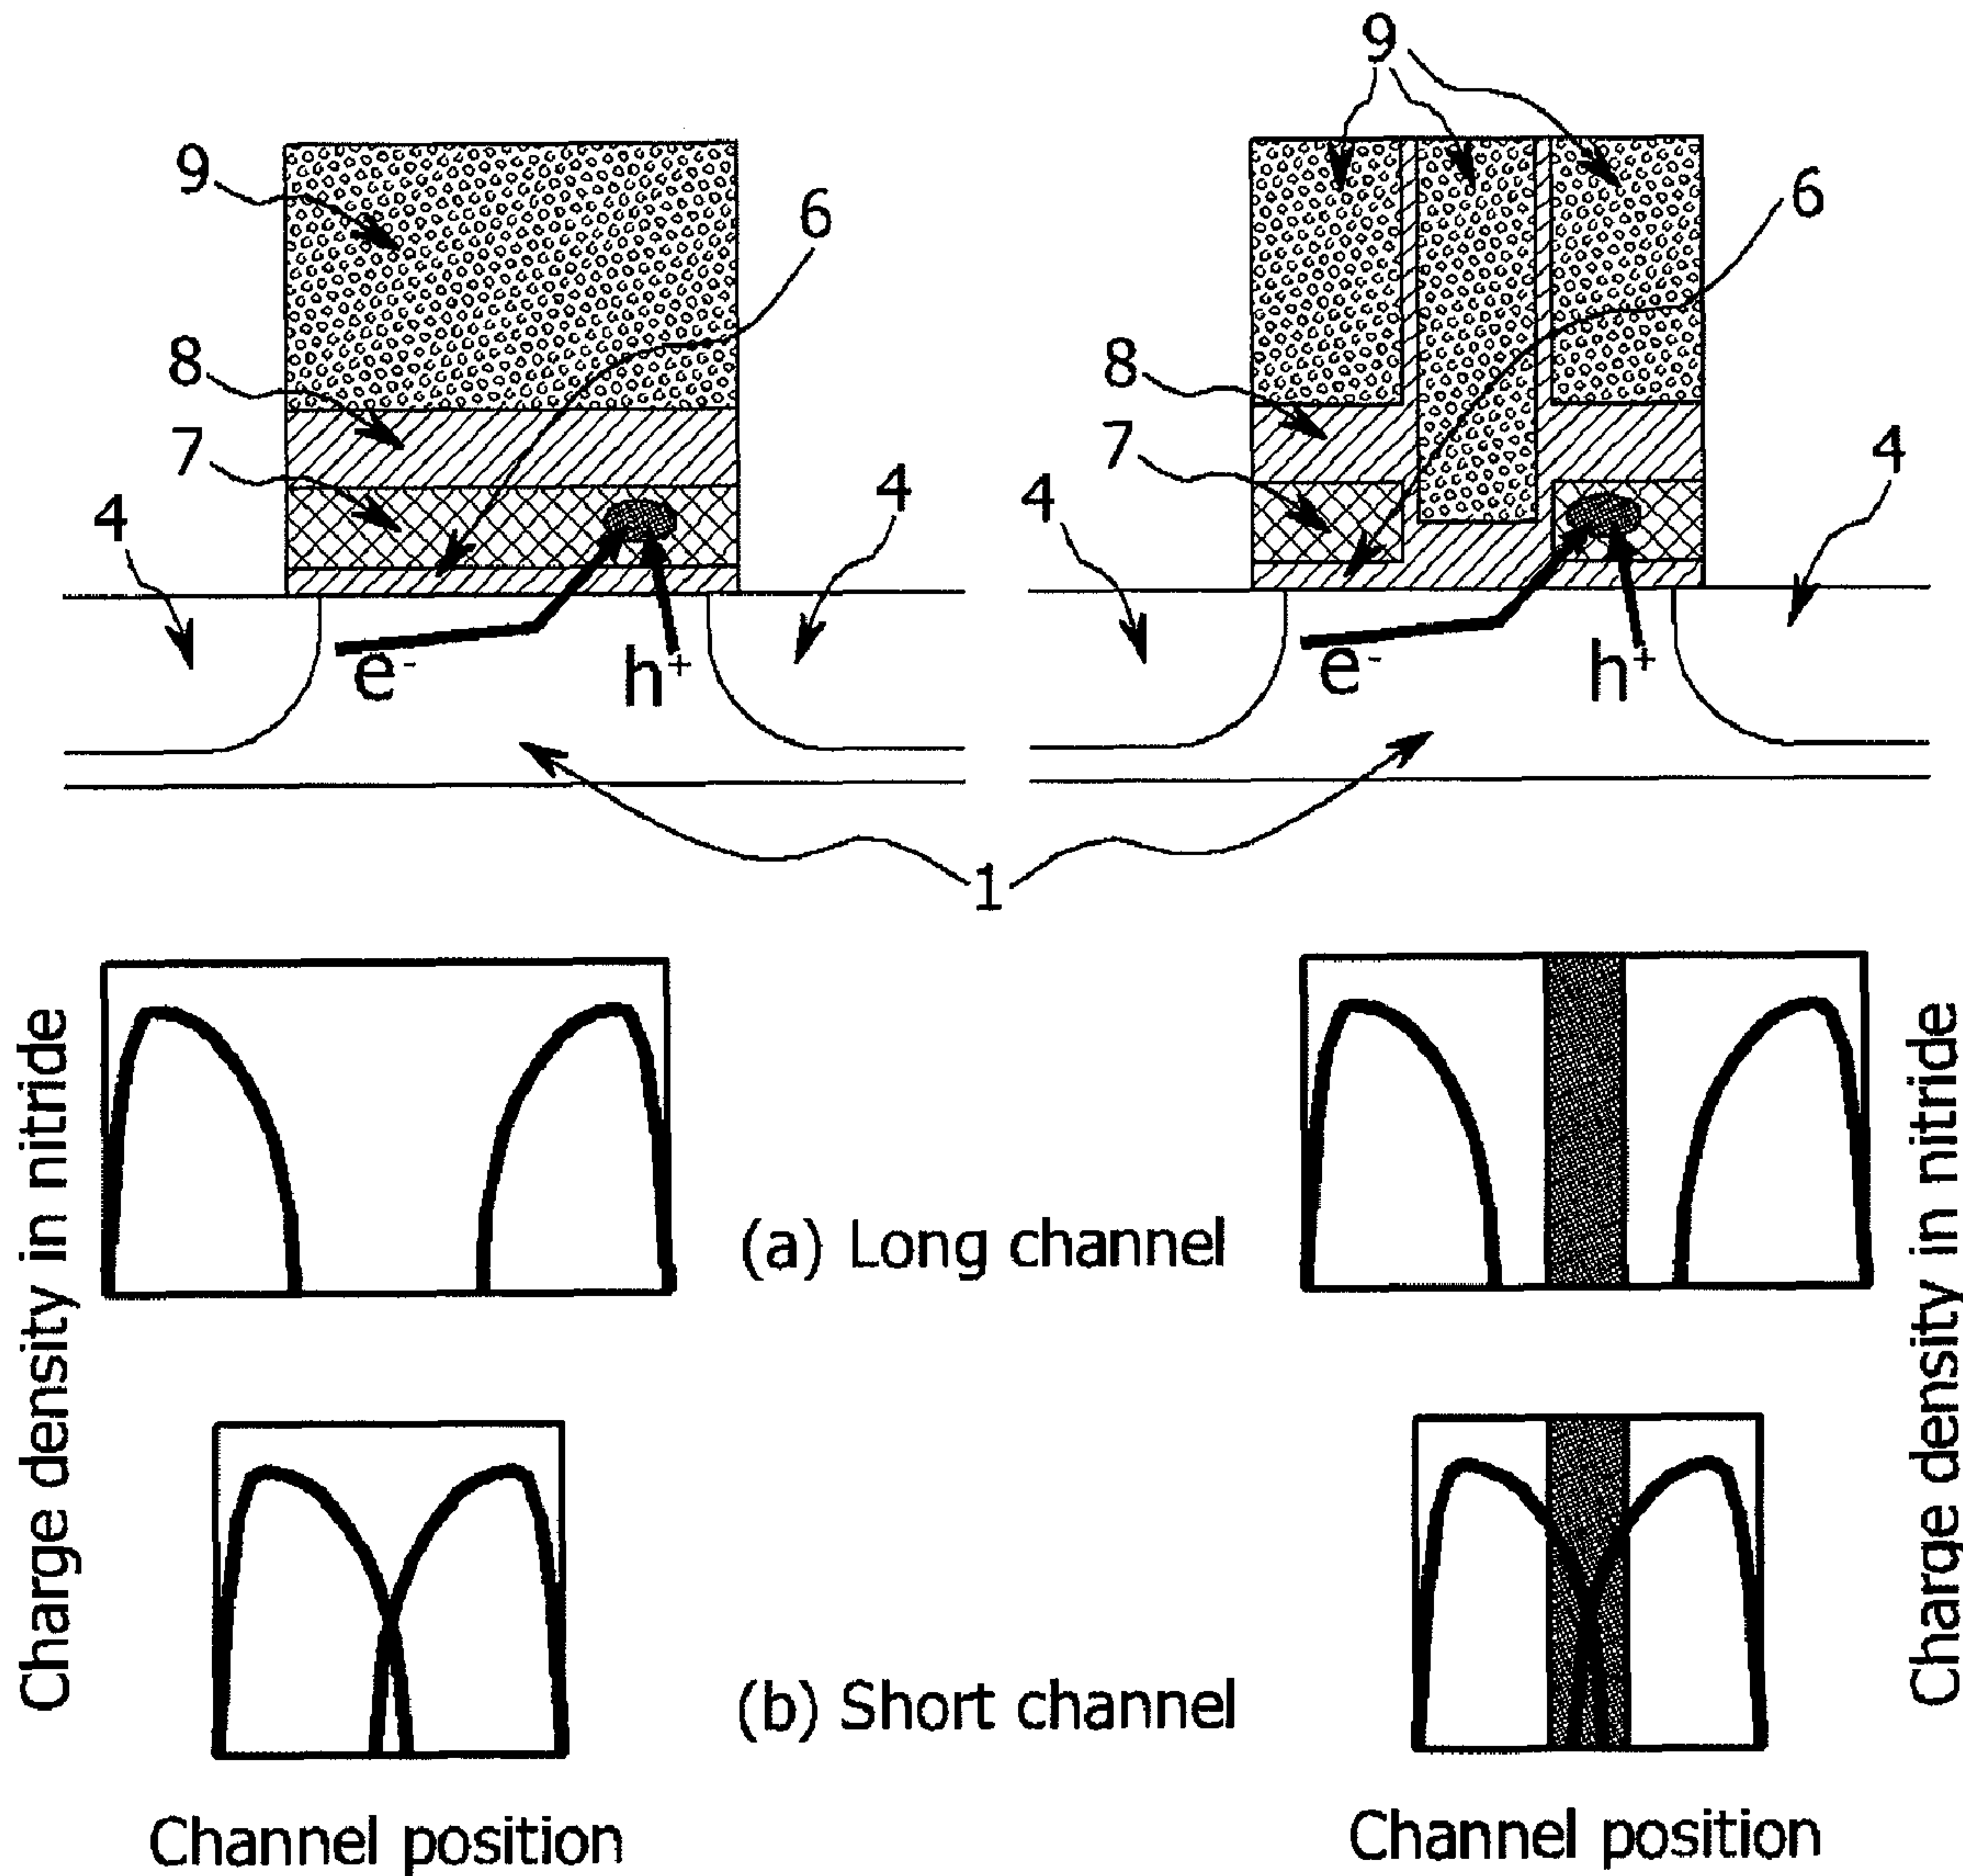 9
9
6
6
8
8
7
7
4
4
4
4
e-
h+
e-
h+
1
Charge density in nitride
(a) Long channel
Charge density in nitride
(b) Short channel
Channel position
Channel position